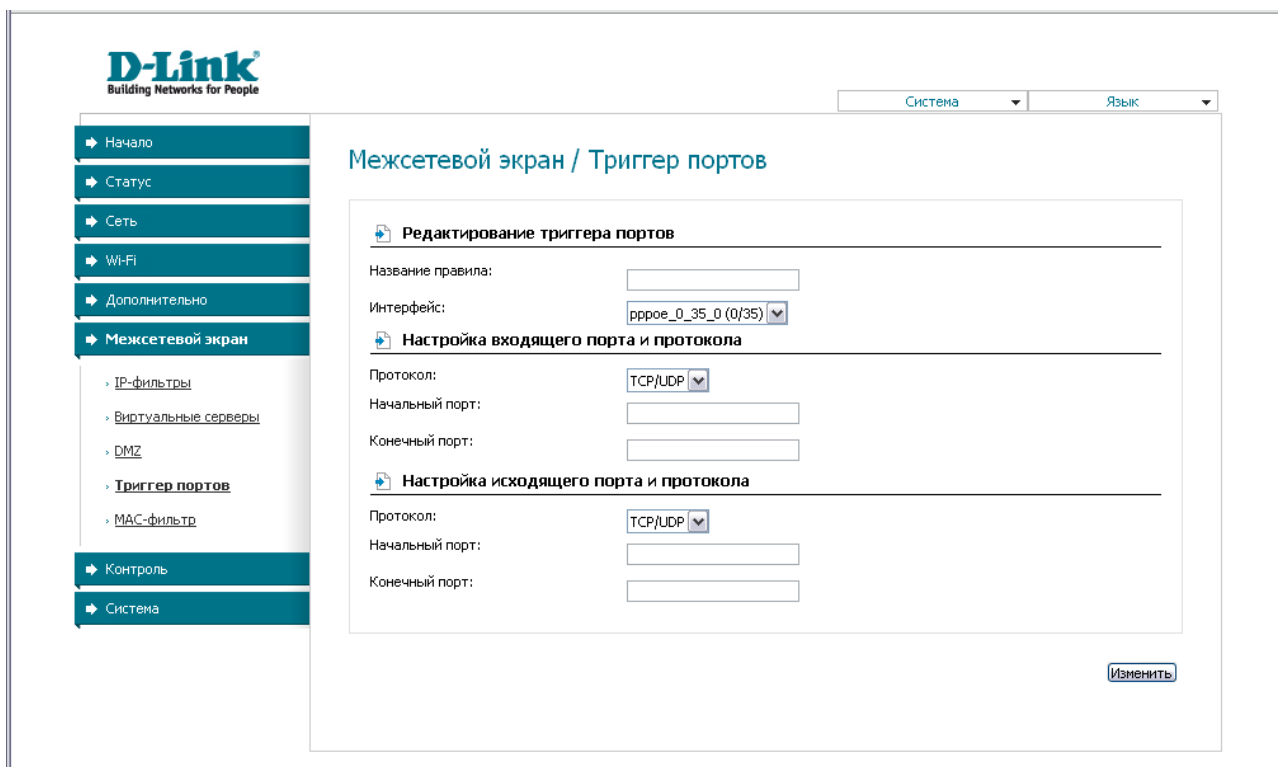 D-Link
Building Networks for People
Система
Язык
Начало
Статус
Сеть
Wi-Fi
Дополнительно
Межсетевой экран
IP-фильтры
Виртуальные серверы
DMZ
Триггер портов
MAC-фильтр
Контроль
Система
Межсетевой экран / Триггер портов
Редактирование триггера портов
Название правила:
Интерфейс: pppoe_0_35_0 (0/35)
Настройка входящего порта и протокола
Протокол: TCP/UDP
Начальный порт:
Конечный порт:
Настройка исходящего порта и протокола
Протокол: TCP/UDP
Начальный порт:
Конечный порт:
Изменить